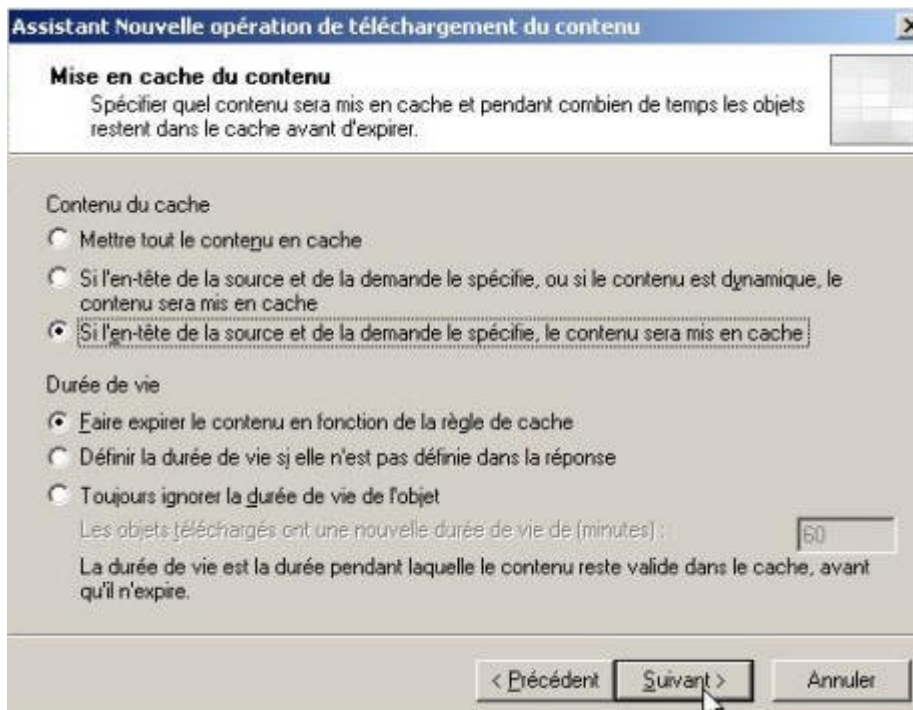 Assistant Nouvelle opération de téléchargement du contenu
Mise en cache du contenu
Spécifier quel contenu sera mis en cache et pendant combien de temps les objets
restent dans le cache avant d'expirer.
Contenu du cache
Mettre tout le contenu en cache
Si l'en-tête de la source et de la demande le spécifie, ou si le contenu est dynamique, le
contenu sera mis en cache
Si l'en-tête de la source et de la demande le spécifie, le contenu sera mis en cache
Durée de vie
Faire expirer le contenu en fonction de la règle de cache
Définir la durée de vie si elle n'est pas définie dans la réponse
Toujours ignorer la durée de vie de l'objet
Les objets téléchargés ont une nouvelle durée de vie de (minutes) : 60
La durée de vie est la durée pendant laquelle le contenu reste valide dans le cache, avant
qu'il n'expire.
< Précédent Suivant > Annuler